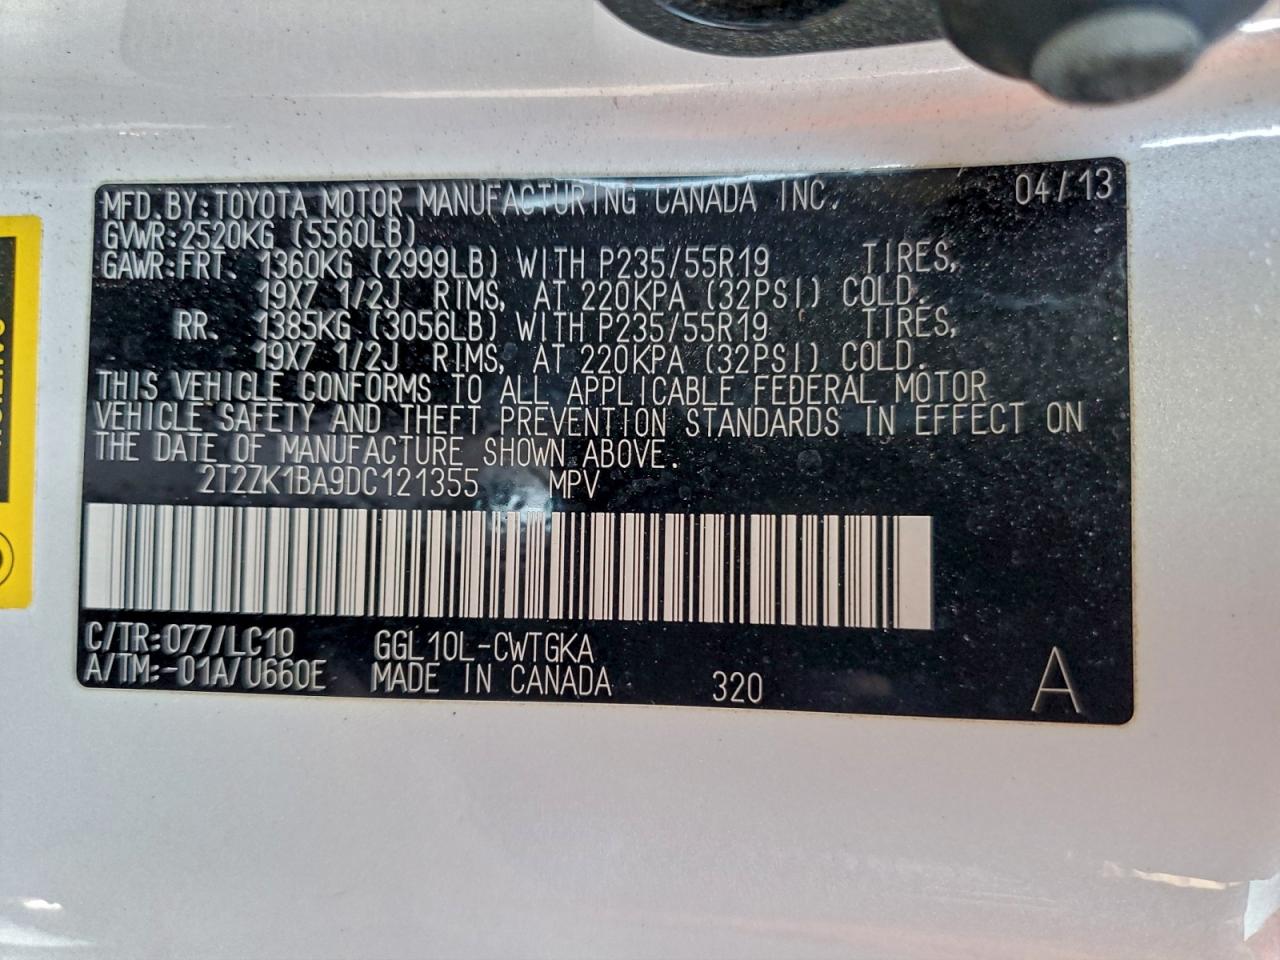 MFD.BY:TOYOTA MOTOR MANUFACTURING CANADA INC. 04/13
GVWR:2520KG (5560LB)
GAWR:FRT. 1360KG (2999LB) WITH P235/55R19 TIRES,
19X7 1/2J RIMS, AT 220KPA (32PSI) COLD.
RR. 1385KG (3056LB) WITH P235/55R19 TIRES,
19X7 1/2J RIMS, AT 220KPA (32PSI) COLD.
THIS VEHICLE CONFORMS TO ALL APPLICABLE FEDERAL MOTOR
VEHICLE SAFETY AND THEFT PREVENTION STANDARDS IN EFFECT ON
THE DATE OF MANUFACTURE SHOWN ABOVE.
2T2ZK1BA9DC121355 MPV
C/TR:077/LC10 GGL10L-CWTGKA
A/TM:-01A/U660E MADE IN CANADA 320 A